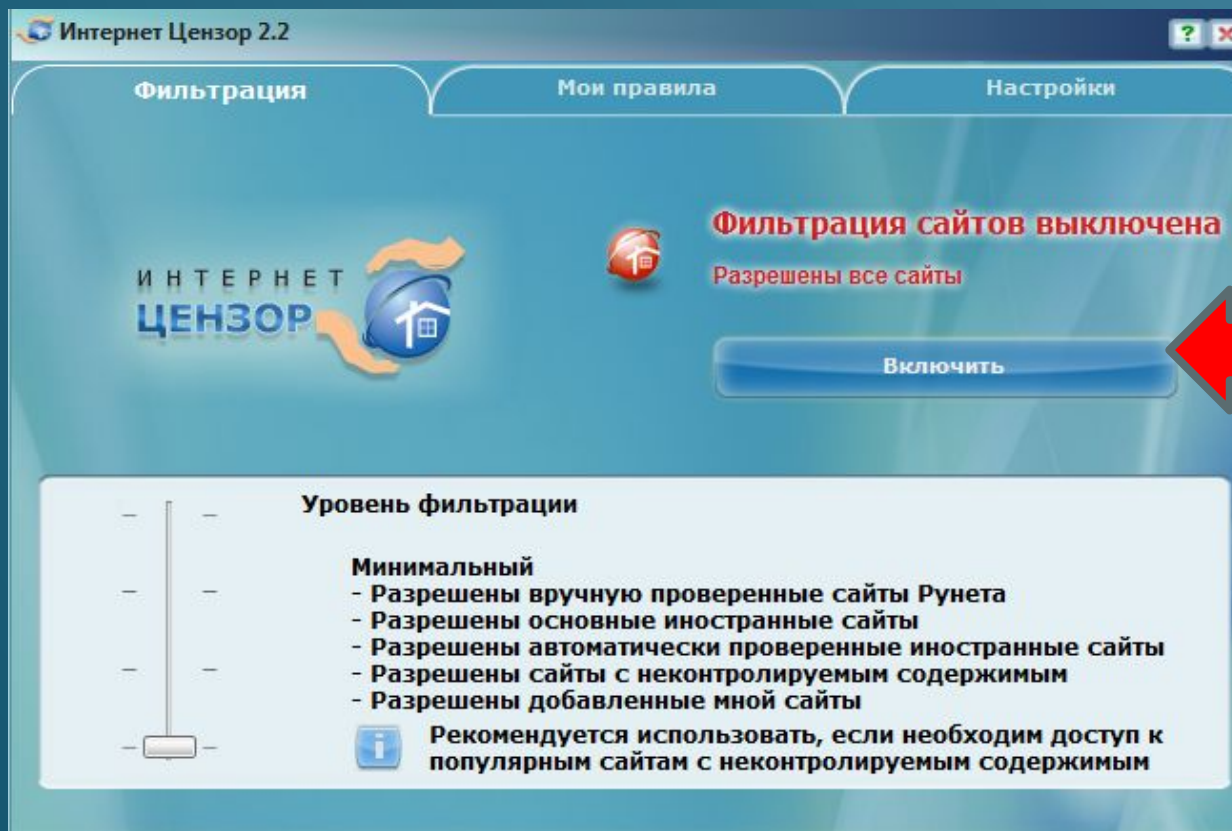 Интернет Цензор 2.2
?
Фильтрация Мои правила Настройки
Фильтрация сайтов выключена
Разрешены все сайты
ИНТЕРНЕТ
ЦЕНЗОР
Включить
Уровень фильтрации
Минимальный
- Разрешены вручную проверенные сайты Рунета
- Разрешены основные иностранные сайты
- Разрешены автоматически проверенные иностранные сайты
- Разрешены сайты с неконтролируемым содержимым
- Разрешены добавленные мной сайты
Рекомендуется использовать, если необходим доступ к
популярным сайтам с неконтролируемым содержимым